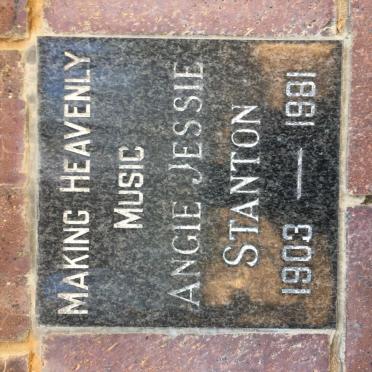 MAKING HEAVENLY
MUSIC
ANGIE JESSIE
STANTON
1903 — 1981